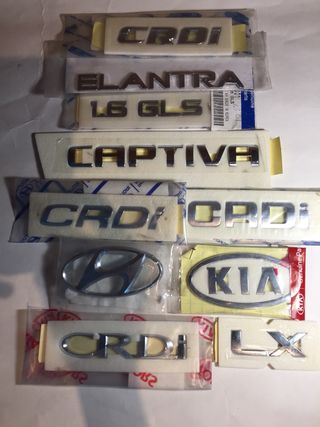 CRDi
ELANTRA
1.6 GLS
CAPTIVA
CRDi CRDi
KIA
CRDi LX